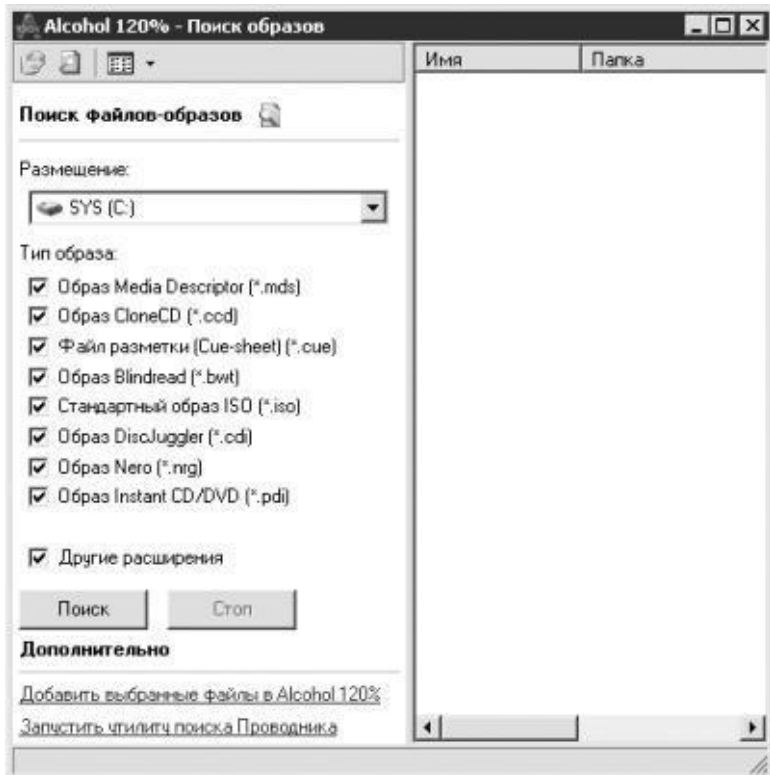 Alcohol 120% - Поиск образов
Имя
Папка
Поиск файлов-образов
Размещение:
SYS (C:)
Тип образа:
Образ Media Descriptor (*.mds)
Образ CloneCD (*.ccd)
Файл разметки (Cue-sheet) (*.cue)
Образ Blindread (*.bwt)
Стандартный образ ISO (*.iso)
Образ DiscJuggler (*.cdi)
Образ Nero (*.nrg)
Образ Instant CD/DVD (*.pdi)
Другие расширения
Поиск
Стоп
Дополнительно
Добавить выбранные файлы в Alcohol 120%
Запустить утилиту поиска Проводника